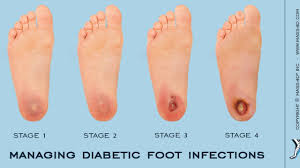 STAGE 1
STAGE 2
STAGE 3
STAGE 4
MANAGING DIABETIC FOOT INFECTIONS